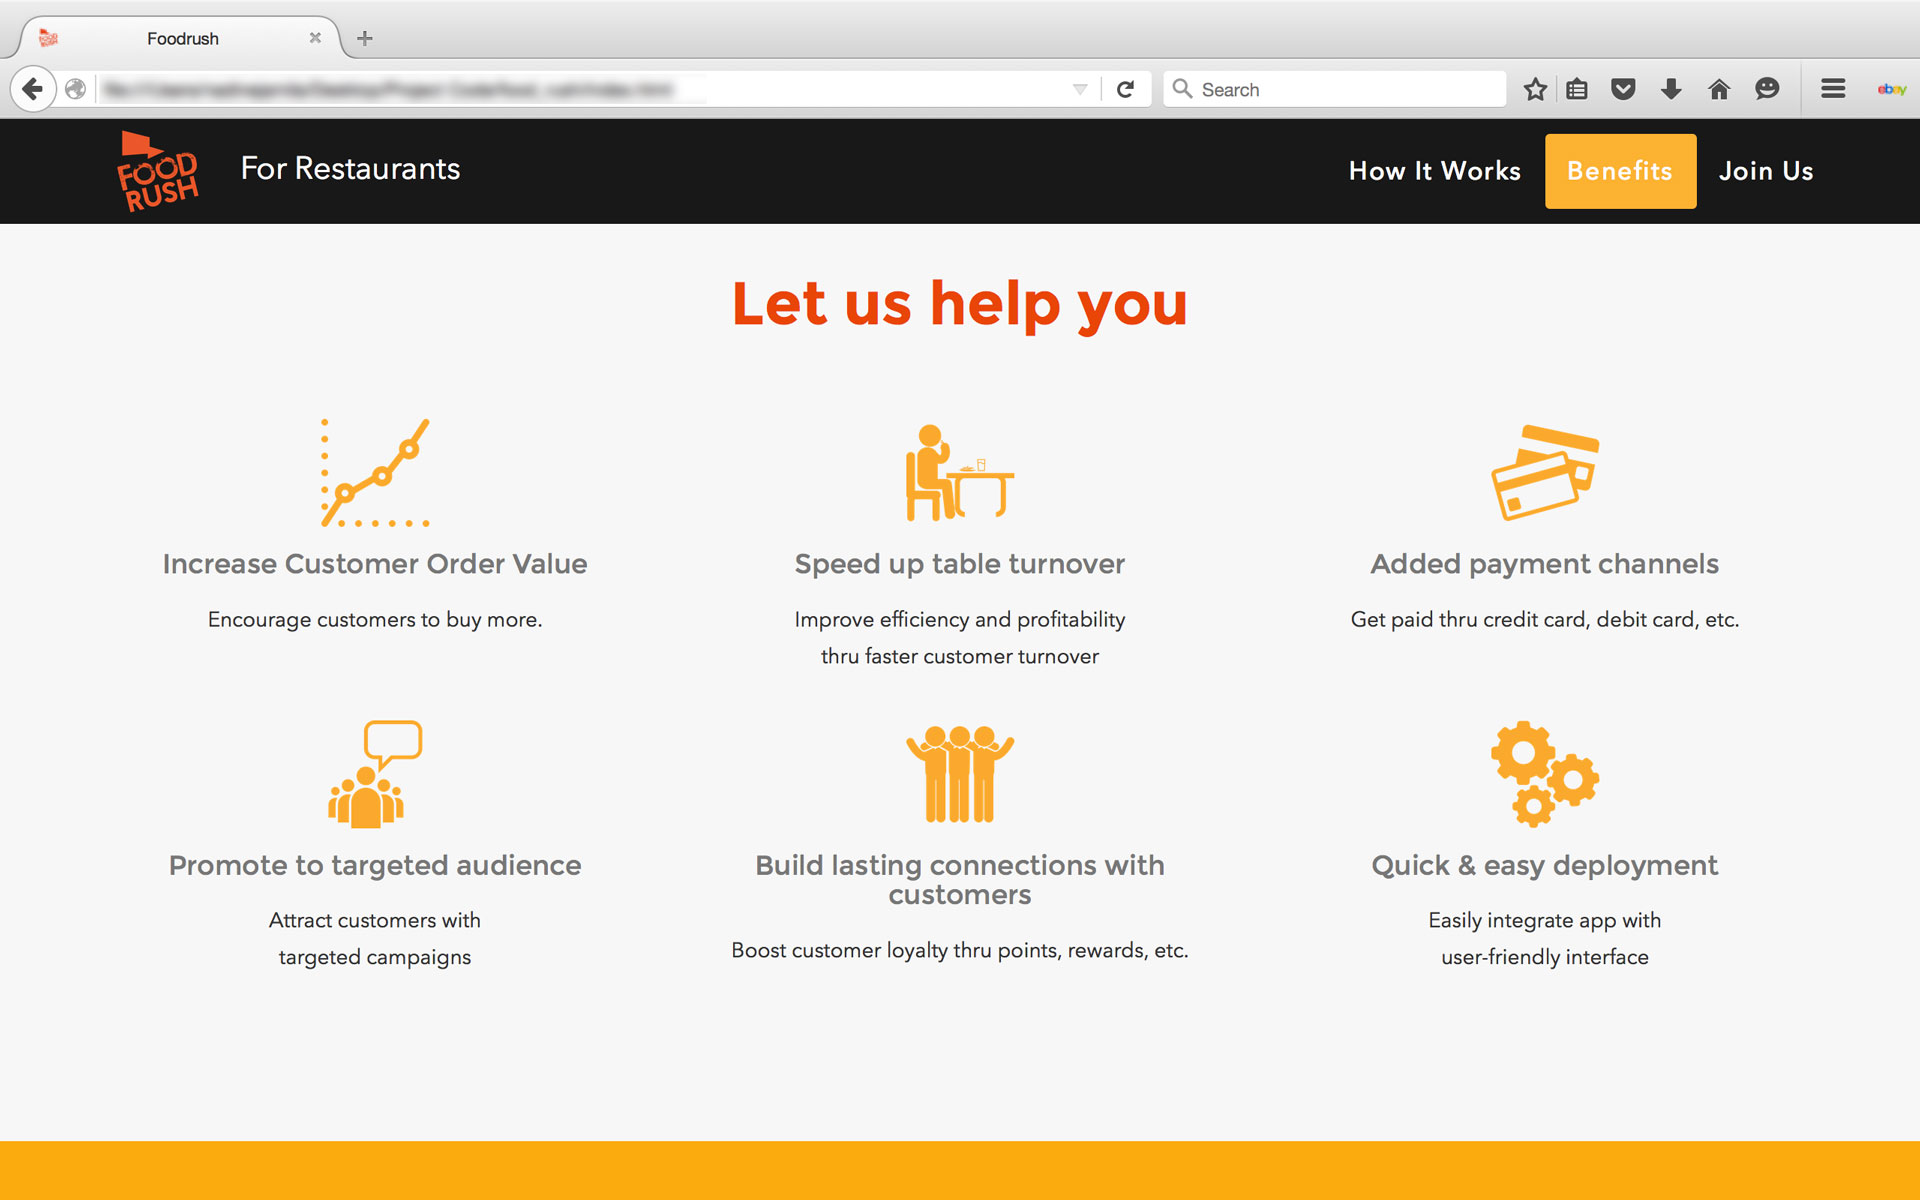 Foodrush
Search
ebay
FOOD
RUSH
For Restaurants
How It Works
Benefits
Join Us
Let us help you
Increase Customer Order Value
Encourage customers to buy more.
Speed up table turnover
Improve efficiency and profitability
thru faster customer turnover
Added payment channels
Get paid thru credit card, debit card, etc.
Promote to targeted audience
Attract customers with
targeted campaigns
Build lasting connections with
customers
Boost customer loyalty thru points, rewards, etc.
Quick & easy deployment
Easily integrate app with
user-friendly interface